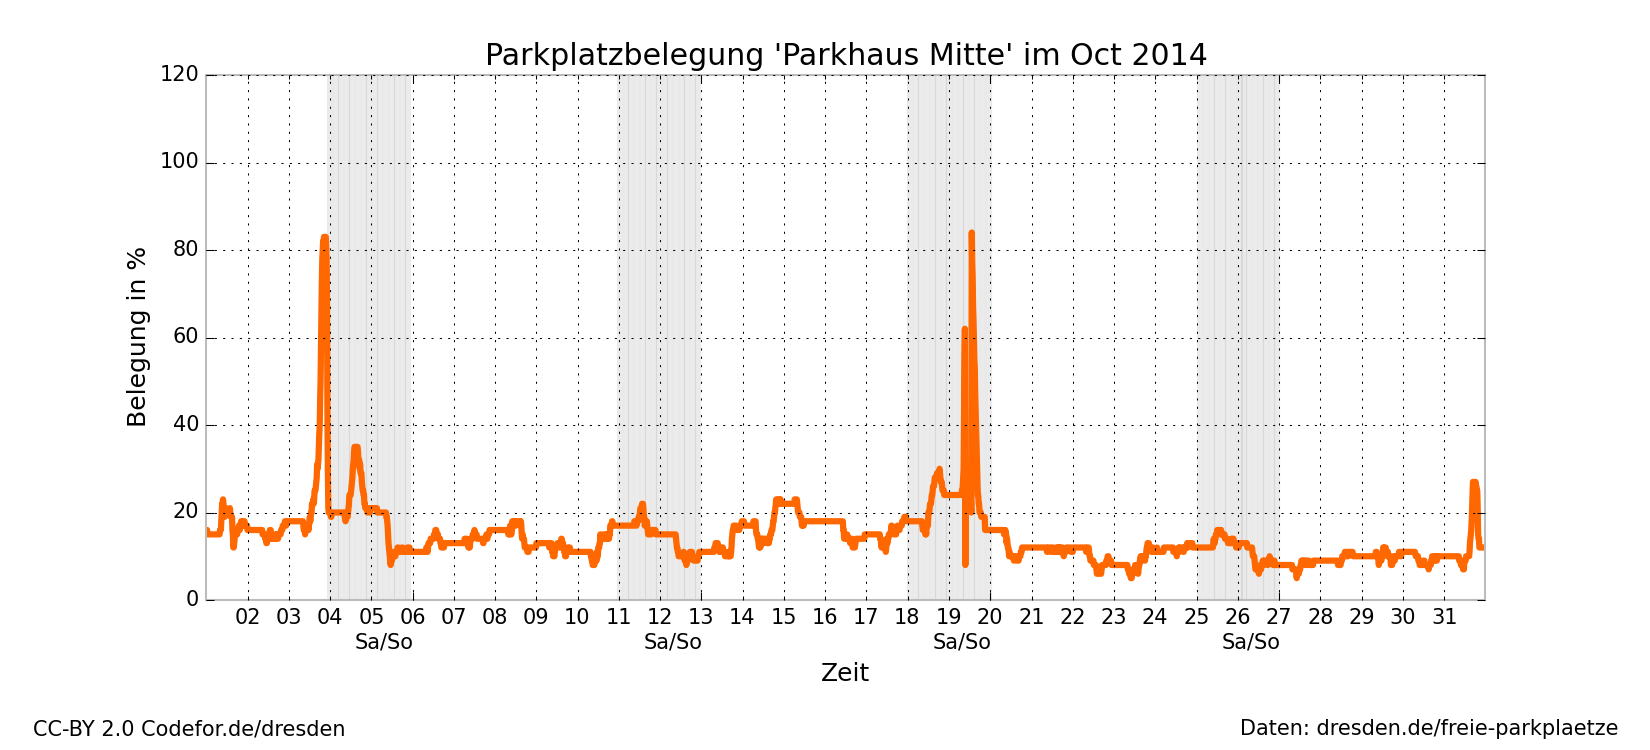 Parkplatzbelegung 'Parkhaus Mitte' im Oct 2014
120
100
80
60
40
20
0
Belegung in %
02 03 04 05 06 07 08 09 10 11 12 13 14 15 16 17 18 19 20 21 22 23 24 25 26 27 28 29 30 31
Sa/So Sa/So Sa/So Sa/So
Zeit
CC-BY 2.0 Codefor.de/dresden
Daten: dresden.de/freie-parkplaetze